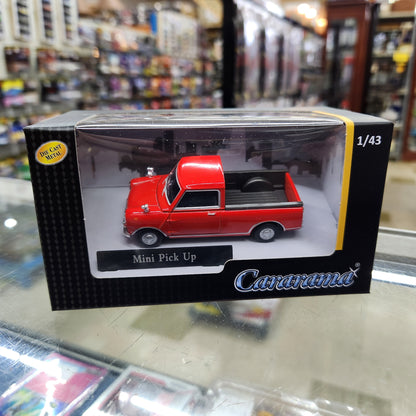 DIE CAST
METAL
1/43
Mini Pick Up
Cararama®